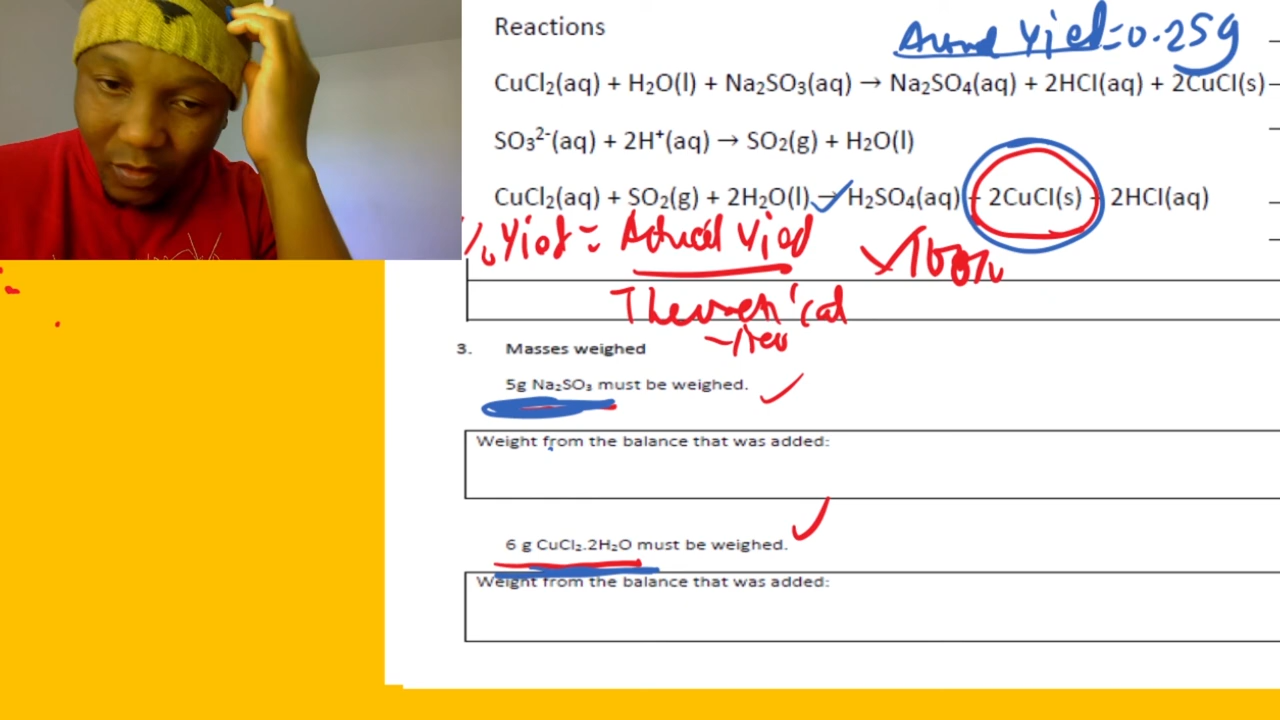 Reactions
Actual Yield=0.25g
CuCl₂(aq) + H₂O(l) + Na₂SO₃(aq) → Na₂SO₄(aq) + 2HCl(aq) + 2CuCl(s)
SO₃²⁻(aq) + 2H⁺(aq) → SO₂(g) + H₂O(l)
CuCl₂(aq) + SO₂(g) + 2H₂O(l) → H₂SO₄(aq) + 2CuCl(s) + 2HCl(aq)
% Yiel = Actual Yied
100%
Theoretical
3. Masses weighed
5g Na₂SO₃ must be weighed.
Weight from the balance that was added:
6 g CuCl₂.2H₂O must be weighed.
Weight from the balance that was added: